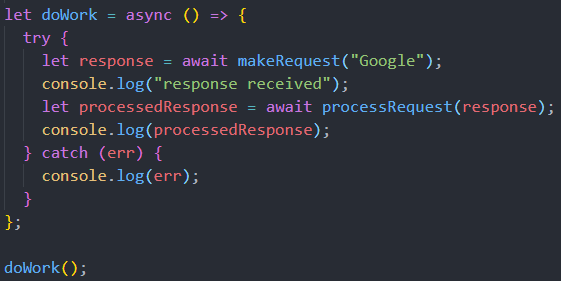 let doWork = async () => {
  try {
    let response = await makeRequest("Google");
    console.log("response received");
    let processedResponse = await processRequest(response);
    console.log(processedResponse);
  } catch (err) {
    console.log(err);
  }
};

doWork();